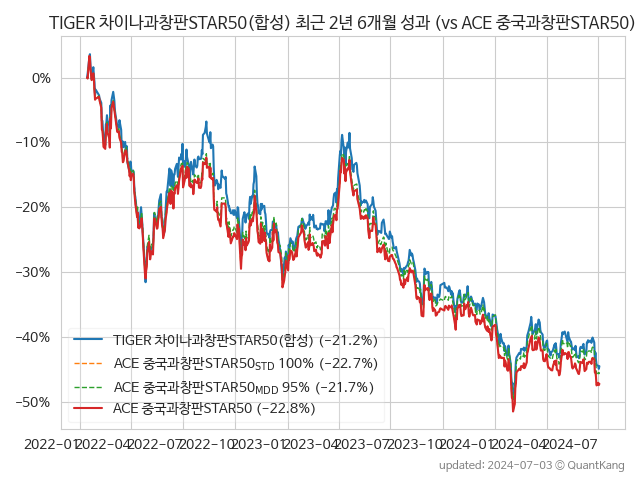 TIGER 차이나과창판STAR50(합성) 최근 2년 6개월 성과 (vs ACE 중국과창판STAR50)
0%
−10%
−20%
−30%
−40%
−50%
TIGER 차이나과창판STAR50(합성) (−21.2%)
ACE 중국과창판STAR50STD 100% (−22.7%)
ACE 중국과창판STAR50MDD 95% (−21.7%)
ACE 중국과창판STAR50 (−22.8%)
2022-01 2022-04 2022-07 2022-10 2023-01 2023-04 2023-07 2023-10 2024-01 2024-04 2024-07
updated: 2024-07-03 © QuantKang